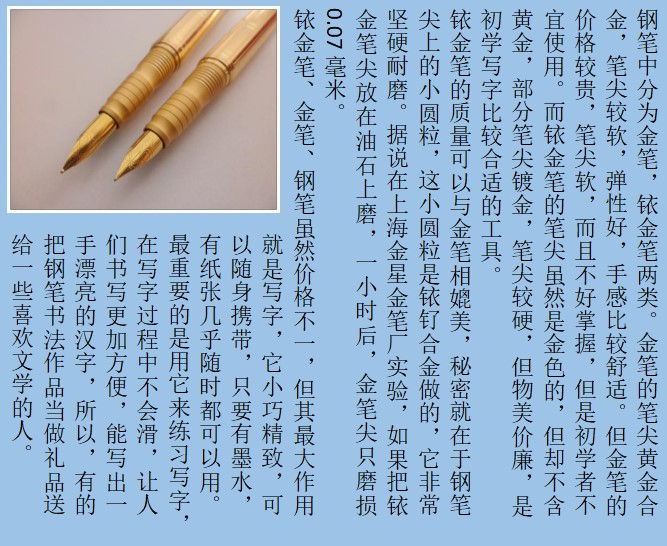 钢笔中分为金笔，铱金笔两类。金笔的笔尖黄金合
金，笔尖较软，弹性好，手感比较舒适。但金笔的
价格较贵，笔尖软，而且不好掌握，但是初学者不
宜使用。而铱金笔的笔尖虽然是金色的，但却不含
黄金，部分笔尖镀金，笔尖较硬，但物美价廉，是
初学写字比较合适的工具。
铱金笔的质量可以与金笔相媲美，秘密就在于钢笔
尖上的小圆粒，这小圆粒是铱钌合金做的，它非常
坚硬耐磨。据说在上海金星金笔厂实验，如果把铱
金笔尖放在油石上磨，一小时后，金笔尖只磨损
0.07 毫米。
铱金笔、金笔、钢笔虽然价格不一，但其最大作用
就是写字，它小巧精致，可
以随身携带，只要有墨水，
有纸张几乎随时都可以用。
最重要的是用它来练习写字，
在写字过程中不会滑，让人
们书写更加方便，能写出一
手漂亮的汉字，所以，有的
把钢笔书法作品当做礼品送
给一些喜欢文学的人。